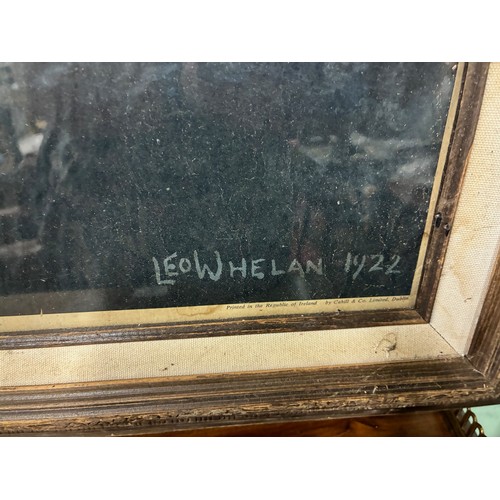 LEO WHELAN 1922
Printed in the Republic of Ireland by Cahill & Co. Limited, Dublin